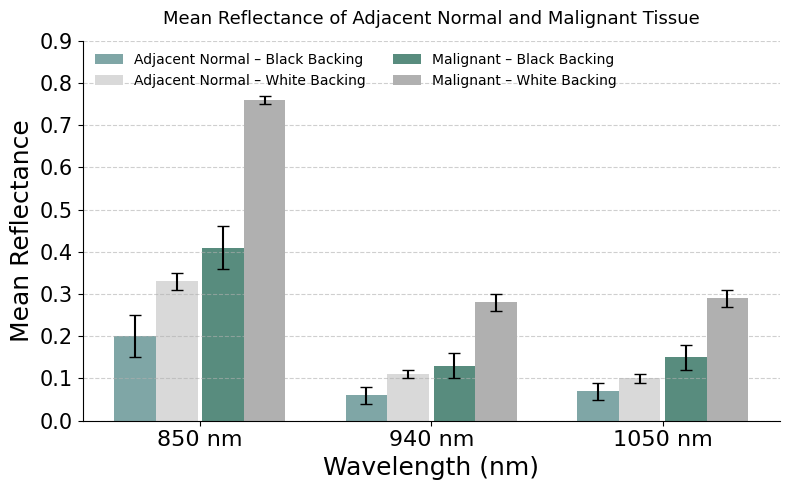 Mean Reflectance of Adjacent Normal and Malignant Tissue
Adjacent Normal – Black Backing
Adjacent Normal – White Backing
Malignant – Black Backing
Malignant – White Backing
Mean Reflectance
0.9
0.8
0.7
0.6
0.5
0.4
0.3
0.2
0.1
0.0
850 nm
940 nm
1050 nm
Wavelength (nm)